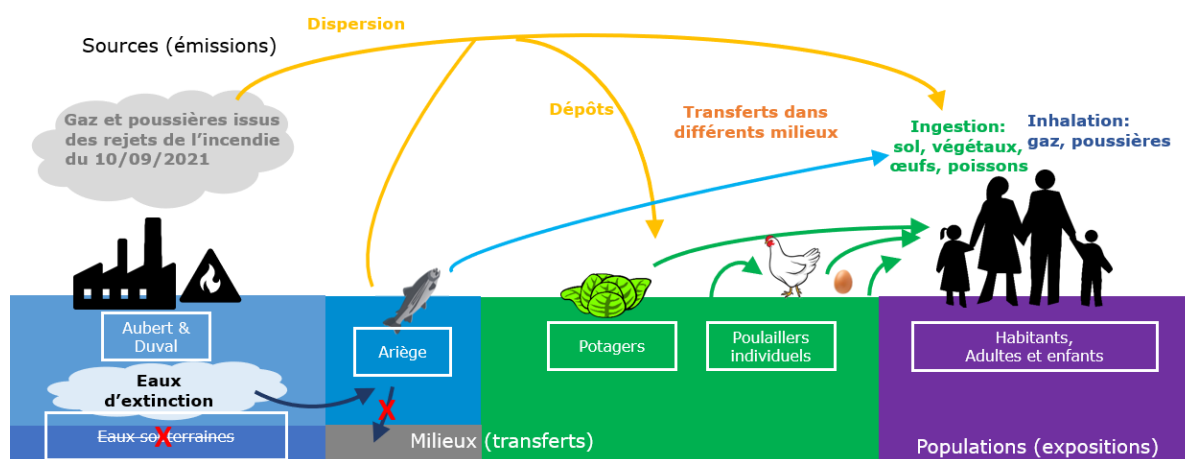 Dispersion
Sources (émissions)
Gaz et poussières issus
des rejets de l’incendie
du 10/09/2021
Dépôts
Transferts dans
différents milieux
Ingestion:
sol, végétaux,
œufs, poissons
Inhalation:
gaz, poussières
Aubert &
Duval
Ariège
Potagers
Poulaillers
individuels
Habitants,
Adultes et enfants
Eaux
d’extinction
X
Eaux souterraines
X
Milieux (transferts)
Populations (expositions)